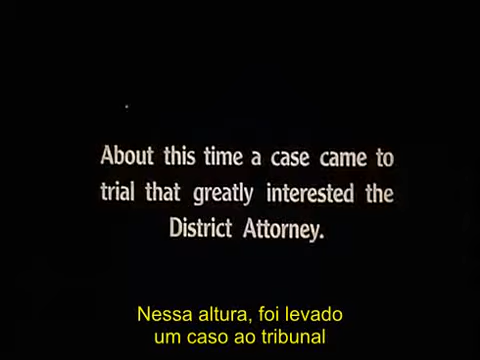 About this time a case came to
trial that greatly interested the
District Attorney.
Nessa altura, foi levado
um caso ao tribunal